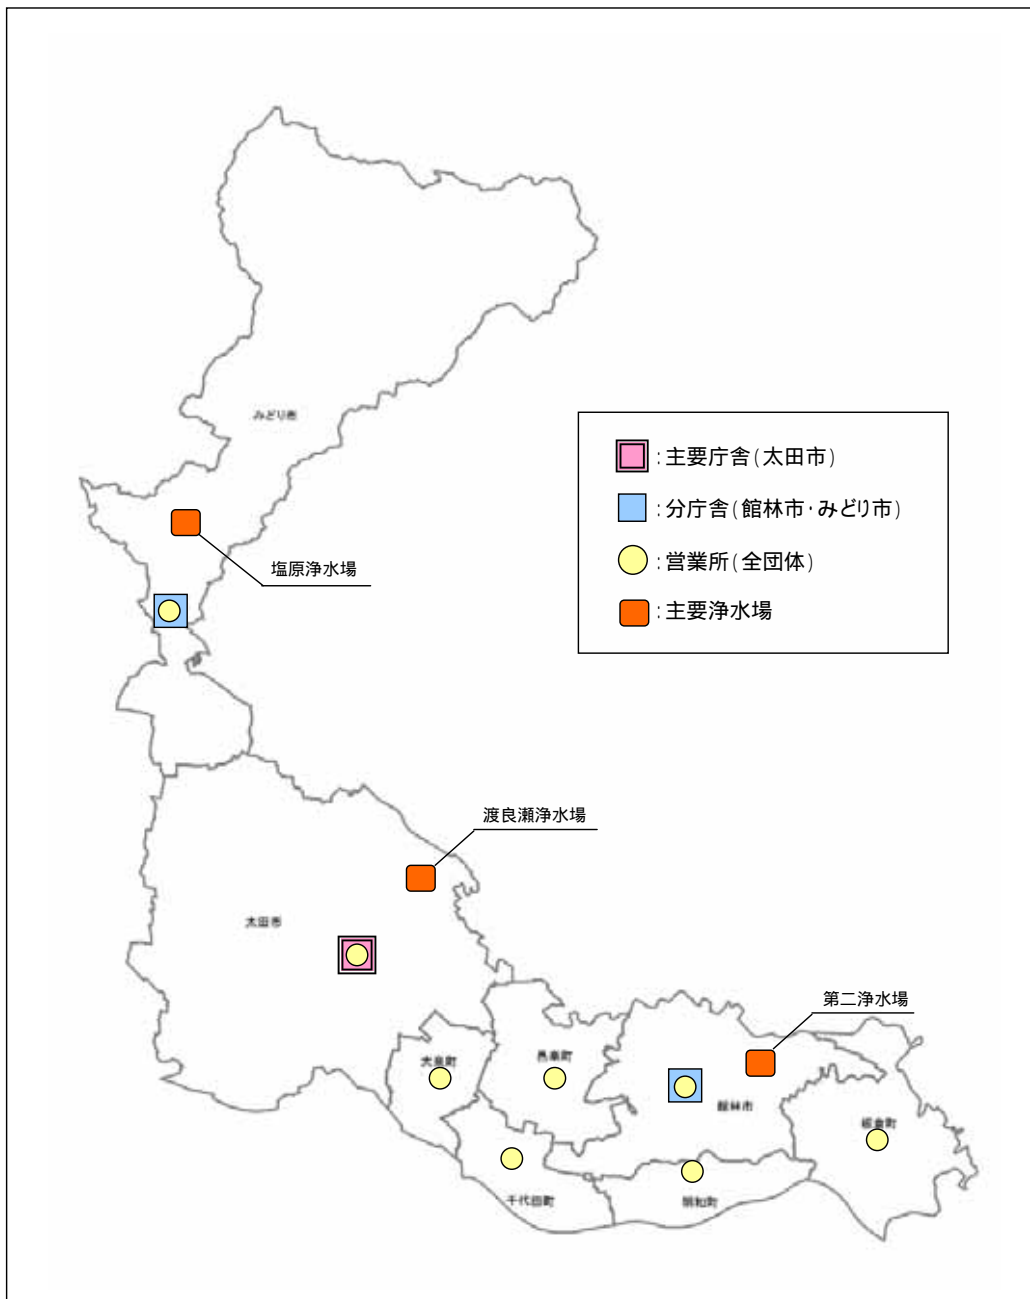 みどり市
：主要庁舎(太田市)
：分庁舎(館林市・みどり市)
：営業所(全団体)
：主要浄水場
塩原浄水場
渡良瀬浄水場
太田市
第二浄水場
大泉町
邑楽町
館林市
板倉町
千代田町
明和町